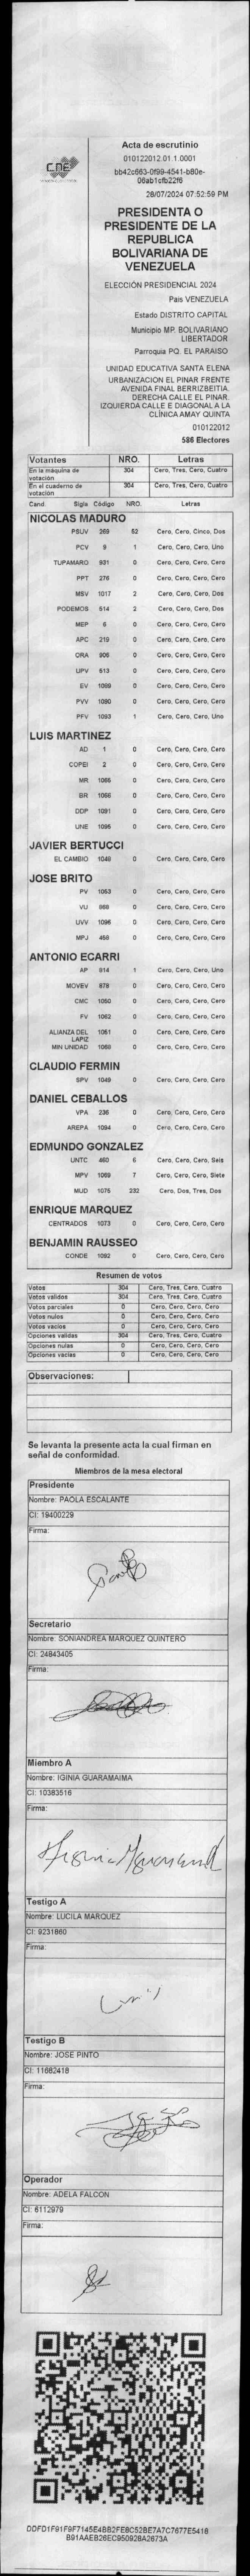 CNE
Acta de escrutinio
010122012.01.1.0001
bb42c663-0f99-4541-b80e-
06ab1cfb22f6
28/07/2024 07:52:59 PM
PRESIDENTA O
PRESIDENTE DE LA
REPUBLICA
BOLIVARIANA DE
VENEZUELA
ELECCIÓN PRESIDENCIAL 2024
Pais VENEZUELA
Estado DISTRITO CAPITAL
Municipio MP. BOLIVARIANO
LIBERTADOR
Parroquia PQ. EL PARAISO
UNIDAD EDUCATIVA SANTA ELENA
URBANIZACION EL PINAR FRENTE
AVENIDA FINAL BERRIZBEITIA.
DERECHA CALLE EL PINAR.
IZQUIERDA CALLE E DIAGONAL A LA
CLÍNICA AMAY QUINTA
010122012
586 Electores
Votantes NRO. Letras
En la maquina de votación 304 Cero, Tres, Cero, Cuatro
En el cuaderno de votación 304 Cero, Tres, Cero, Cuatro
Cand. Sigla Código NRO. Letras
NICOLAS MADURO
PSUV 269 52 Cero, Cero, Cinco, Dos
PCV 9 1 Cero, Cero, Cero, Uno
TUPAMARO 931 0 Cero, Cero, Cero, Cero
PPT 276 0 Cero, Cero, Cero, Cero
MSV 1017 2 Cero, Cero, Cero, Dos
PODEMOS 514 2 Cero, Cero, Cero, Dos
MEP 6 0 Cero, Cero, Cero, Cero
APC 219 0 Cero, Cero, Cero, Cero
ORA 906 0 Cero, Cero, Cero, Cero
UPV 513 0 Cero, Cero, Cero, Cero
EV 1089 0 Cero, Cero, Cero, Cero
PVV 1090 0 Cero, Cero, Cero, Cero
PFV 1093 1 Cero, Cero, Cero, Uno
LUIS MARTINEZ
AD 1 0 Cero, Cero, Cero, Cero
COPEI 2 0 Cero, Cero, Cero, Cero
MR 1065 0 Cero, Cero, Cero, Cero
BR 1066 0 Cero, Cero, Cero, Cero
DDP 1091 0 Cero, Cero, Cero, Cero
UNE 1095 0 Cero, Cero, Cero, Cero
JAVIER BERTUCCI
EL CAMBIO 1048 0 Cero, Cero, Cero, Cero
JOSE BRITO
PV 1053 0 Cero, Cero, Cero, Cero
VU 969 0 Cero, Cero, Cero, Cero
UVV 1096 0 Cero, Cero, Cero, Cero
MPJ 458 0 Cero, Cero, Cero, Cero
ANTONIO ECARRI
AP 814 1 Cero, Cero, Cero, Uno
MOVEV 878 0 Cero, Cero, Cero, Cero
CMC 1050 0 Cero, Cero, Cero, Cero
FV 1052 0 Cero, Cero, Cero, Cero
ALIANZA DEL LAPIZ 1051 0 Cero, Cero, Cero, Cero
MIN UNIDAD 1068 0 Cero, Cero, Cero, Cero
CLAUDIO FERMIN
SPV 1049 0 Cero, Cero, Cero, Cero
DANIEL CEBALLOS
VPA 236 0 Cero, Cero, Cero, Cero
AREPA 1094 0 Cero, Cero, Cero, Cero
EDMUNDO GONZALEZ
UNTC 460 6 Cero, Cero, Cero, Seis
MPV 1069 7 Cero, Cero, Cero, Siete
MUD 1075 232 Cero, Dos, Tres, Dos
ENRIQUE MARQUEZ
CENTRADOS 1073 0 Cero, Cero, Cero, Cero
BENJAMIN RAUSSEO
CONDE 1092 0 Cero, Cero, Cero, Cero
Resumen de votos
Votos 304 Cero, Tres, Cero, Cuatro
Votos validos 304 Cero, Tres, Cero, Cuatro
Votos parciales 0 Cero, Cero, Cero, Cero
Votos nulos 0 Cero, Cero, Cero, Cero
Votos vacios 0 Cero, Cero, Cero, Cero
Opciones validas 304 Cero, Tres, Cero, Cuatro
Opciones nulas 0 Cero, Cero, Cero, Cero
Opciones vacias 0 Cero, Cero, Cero, Cero
Observaciones:
Se levanta la presente acta la cual firman en
señal de conformidad.
Miembros de la mesa electoral
Presidente
Nombre: PAOLA ESCALANTE
CI: 19400229
Firma:
Secretario
Nombre: SONIANDREA MARQUEZ QUINTERO
CI: 24843405
Firma:
Miembro A
Nombre: IGINIA GUARAMAIMA
CI: 10383516
Firma:
Testigo A
Nombre: LUCILA MARQUEZ
CI: 9231860
Firma:
Testigo B
Nombre: JOSE PINTO
CI: 11682418
Firma:
Operador
Nombre: ADELA FALCON
CI: 6112979
Firma:
DDFD1F91F9F7145E4BB2FE8C52BE7A7C7677E5418
B91AAEB26EC950928A2673A